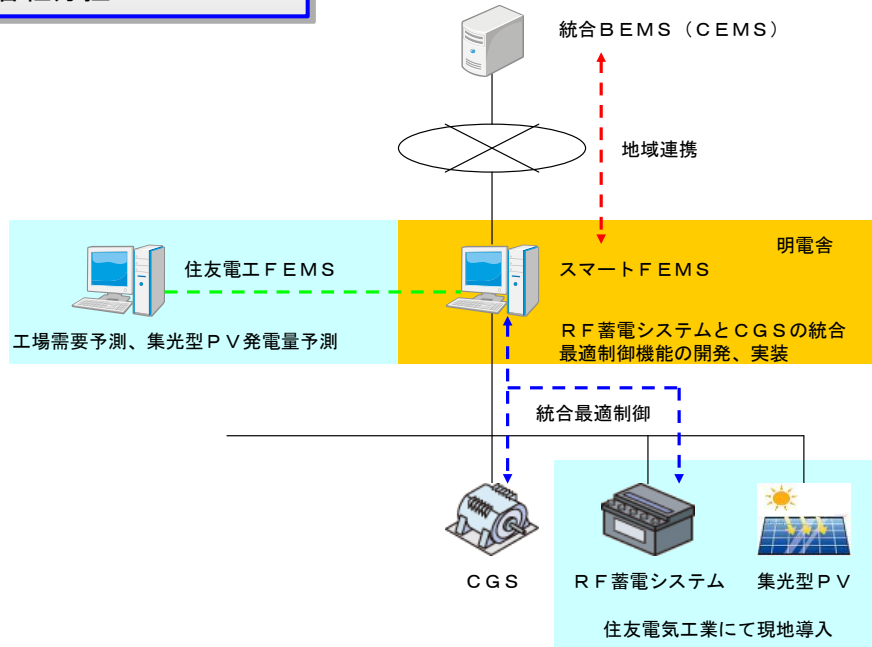 統合ＢＥＭＳ（ＣＥＭＳ）
地域連携
明電舎
住友電工ＦＥＭＳ
スマートＦＥＭＳ
工場需要予測、集光型ＰＶ発電量予測
ＲＦ蓄電システムとＣＧＳの統合
最適制御機能の開発、実装
統合最適制御
ＣＧＳ
ＲＦ蓄電システム
集光型ＰＶ
住友電気工業にて現地導入